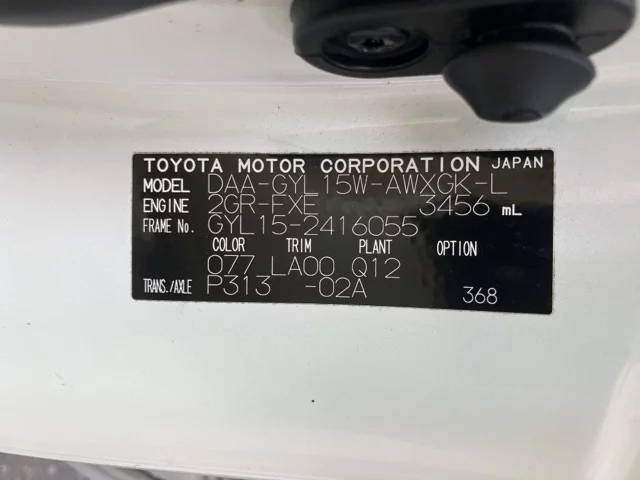 TOYOTA MOTOR CORPORATION JAPAN
MODEL DAA-GYL15W-AWXGK-L
ENGINE 2GR-FXE 3456 mL
FRAME No. GYL15-2416055
COLOR TRIM PLANT OPTION
077 LA00 Q12
TRANS./AXLE P313 -02A 368